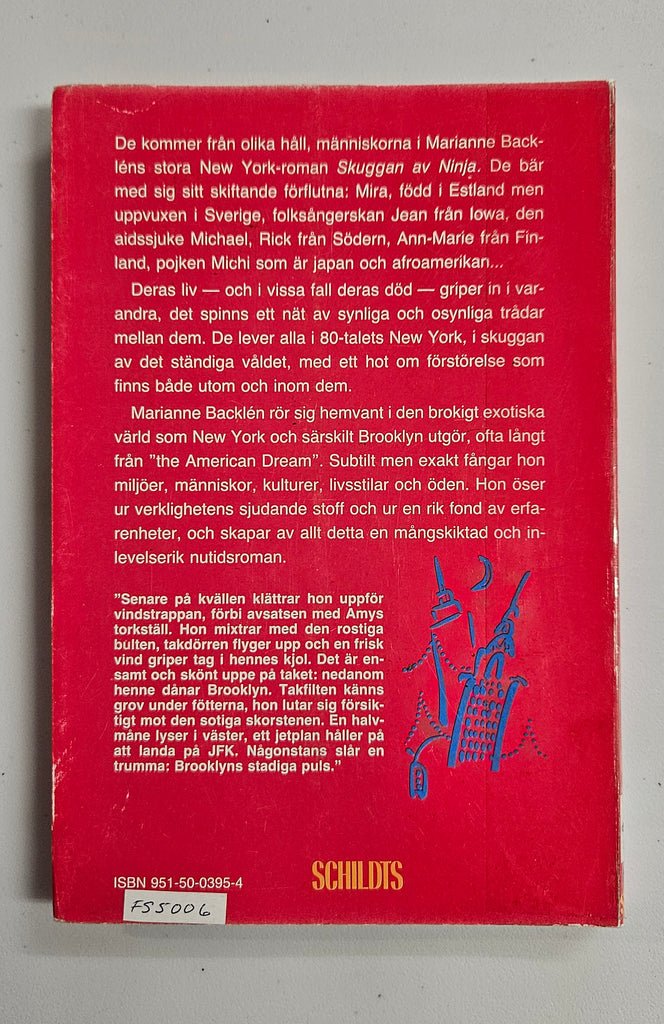 De kommer från olika håll, människorna i Marianne Back-
léns stora New York-roman Skuggan av Ninja. De bär
med sig sitt skiftande förflutna: Mira, född i Estland men
uppvuxen i Sverige, folksångerskan Jean från Iowa, den
aidssjuke Michael, Rick från Södern, Ann-Marie från Fin-
land, pojken Michi som är japan och afroamerikan...
Deras liv — och i vissa fall deras död — griper in i var-
andra, det spinns ett nät av synliga och osynliga trådar
mellan dem. De lever alla i 80-talets New York, i skuggan
av det ständiga våldet, med ett hot om förstörelse som
finns både utom och inom dem.
Marianne Backlén rör sig hemvant i den brokigt exotiska
värld som New York och särskilt Brooklyn utgör, ofta långt
från "the American Dream". Subtilt men exakt fångar hon
miljöer, människor, kulturer, livsstilar och öden. Hon öser
ur verklighetens sjudande stoff och ur en rik fond av erfa-
renheter, och skapar av allt detta en mångskiktad och in-
levelserik nutidsroman.
"Senare på kvällen klättrar hon uppför
vindstrappan, förbi avsatsen med Amys
torkställ. Hon mixtrar med den rostiga
bulten, takdörren flyger upp och en frisk
vind griper tag i hennes kjol. Det är en-
samt och skönt uppe på taket: nedanom
henne dånar Brooklyn. Takfilten känns
grov under fötterna, hon lutar sig försik-
tigt mot den sotiga skorstenen. En halv-
måne lyser i väster, ett jetplan håller på
att landa på JFK. Någonstans slår en
trumma: Brooklyns stadiga puls."
ISBN 951-50-0395-4
SCHILDTS
FS5006